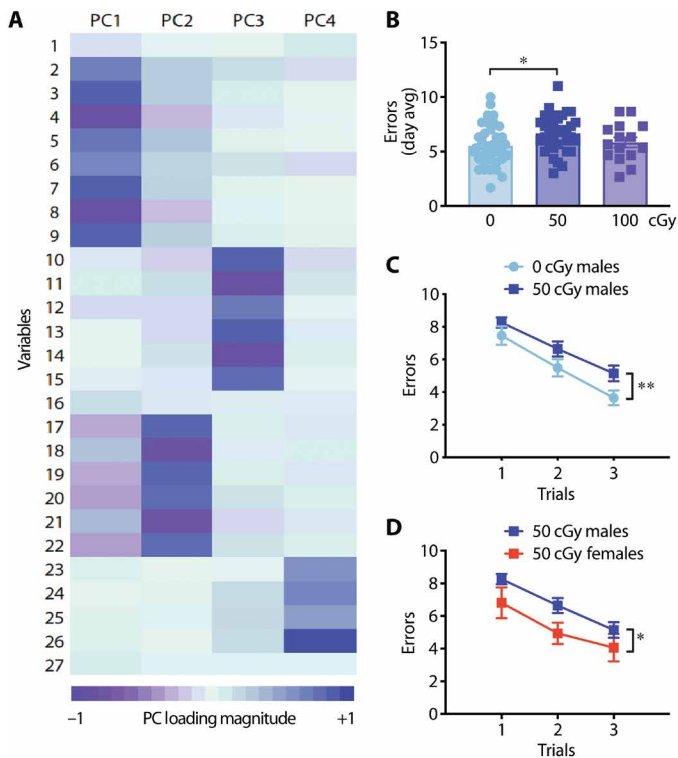 A
PC1 PC2 PC3 PC4
Variables
1
2
3
4
5
6
7
8
9
10
11
12
13
14
15
16
17
18
19
20
21
22
23
24
25
26
27
–1 PC loading magnitude +1
B
Errors
(day avg)
15
10
5
0
*
0 50 100 cGy
C
0 cGy males
50 cGy males
Errors
10
8
6
4
2
0
**
1 2 3
Trials
D
50 cGy males
50 cGy females
Errors
10
8
6
4
2
0
*
1 2 3
Trials